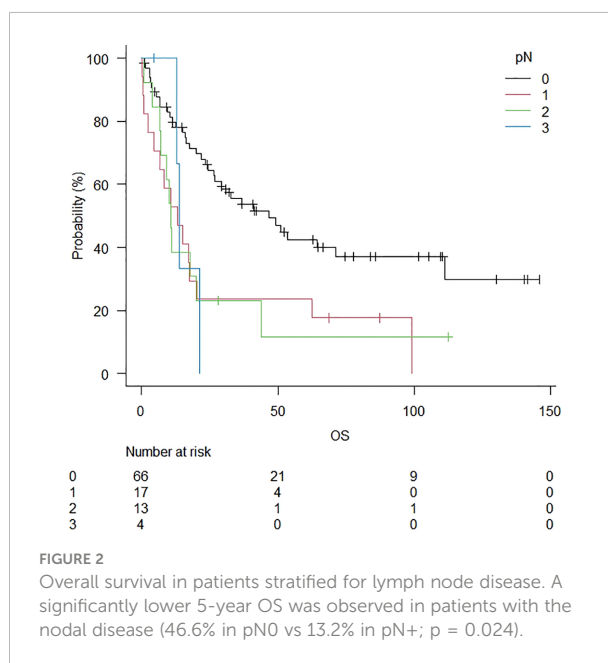 pN
0
1
2
3
100
80
60
40
20
0
Probability (%)
0 50 100 150
OS
Number at risk
0 66 21 9 0
1 17 4 0 0
2 13 1 1 0
3 4 0 0 0
FIGURE 2
Overall survival in patients stratified for lymph node disease. A
significantly lower 5-year OS was observed in patients with the
nodal disease (46.6% in pN0 vs 13.2% in pN+; p = 0.024).